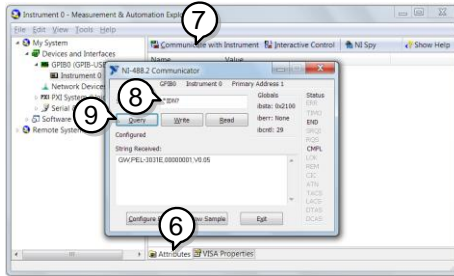 Instrument 0 - Measurement & Automation Expl
File Edit View Tools Help
7
My System
Devices and Interfaces
GPIB0 (GPIB-US
Instrument 0
Network Devices
PXI System
Serial
Software
Remote System
Communicate with Instrument Interactive Control NI Spy Show Help
Name Value
NI-488.2 Communicator
GPIB0 Instrument 0 Primary Address 1
8
*IDN?
9
Query Write Read
Configured
Globals
ibsta: 0x2100
iberr: None
ibcntl: 29
Status
ERR
TIMO
END
SRQI
RQS
CMPL
LOK
REM
CIC
ATN
TACS
LACS
DTAS
DCAS
String Received:
GW,PEL-3031E,00000001,V0.05
Configure
ow Sample
Exit
6
Attributes VISA Properties